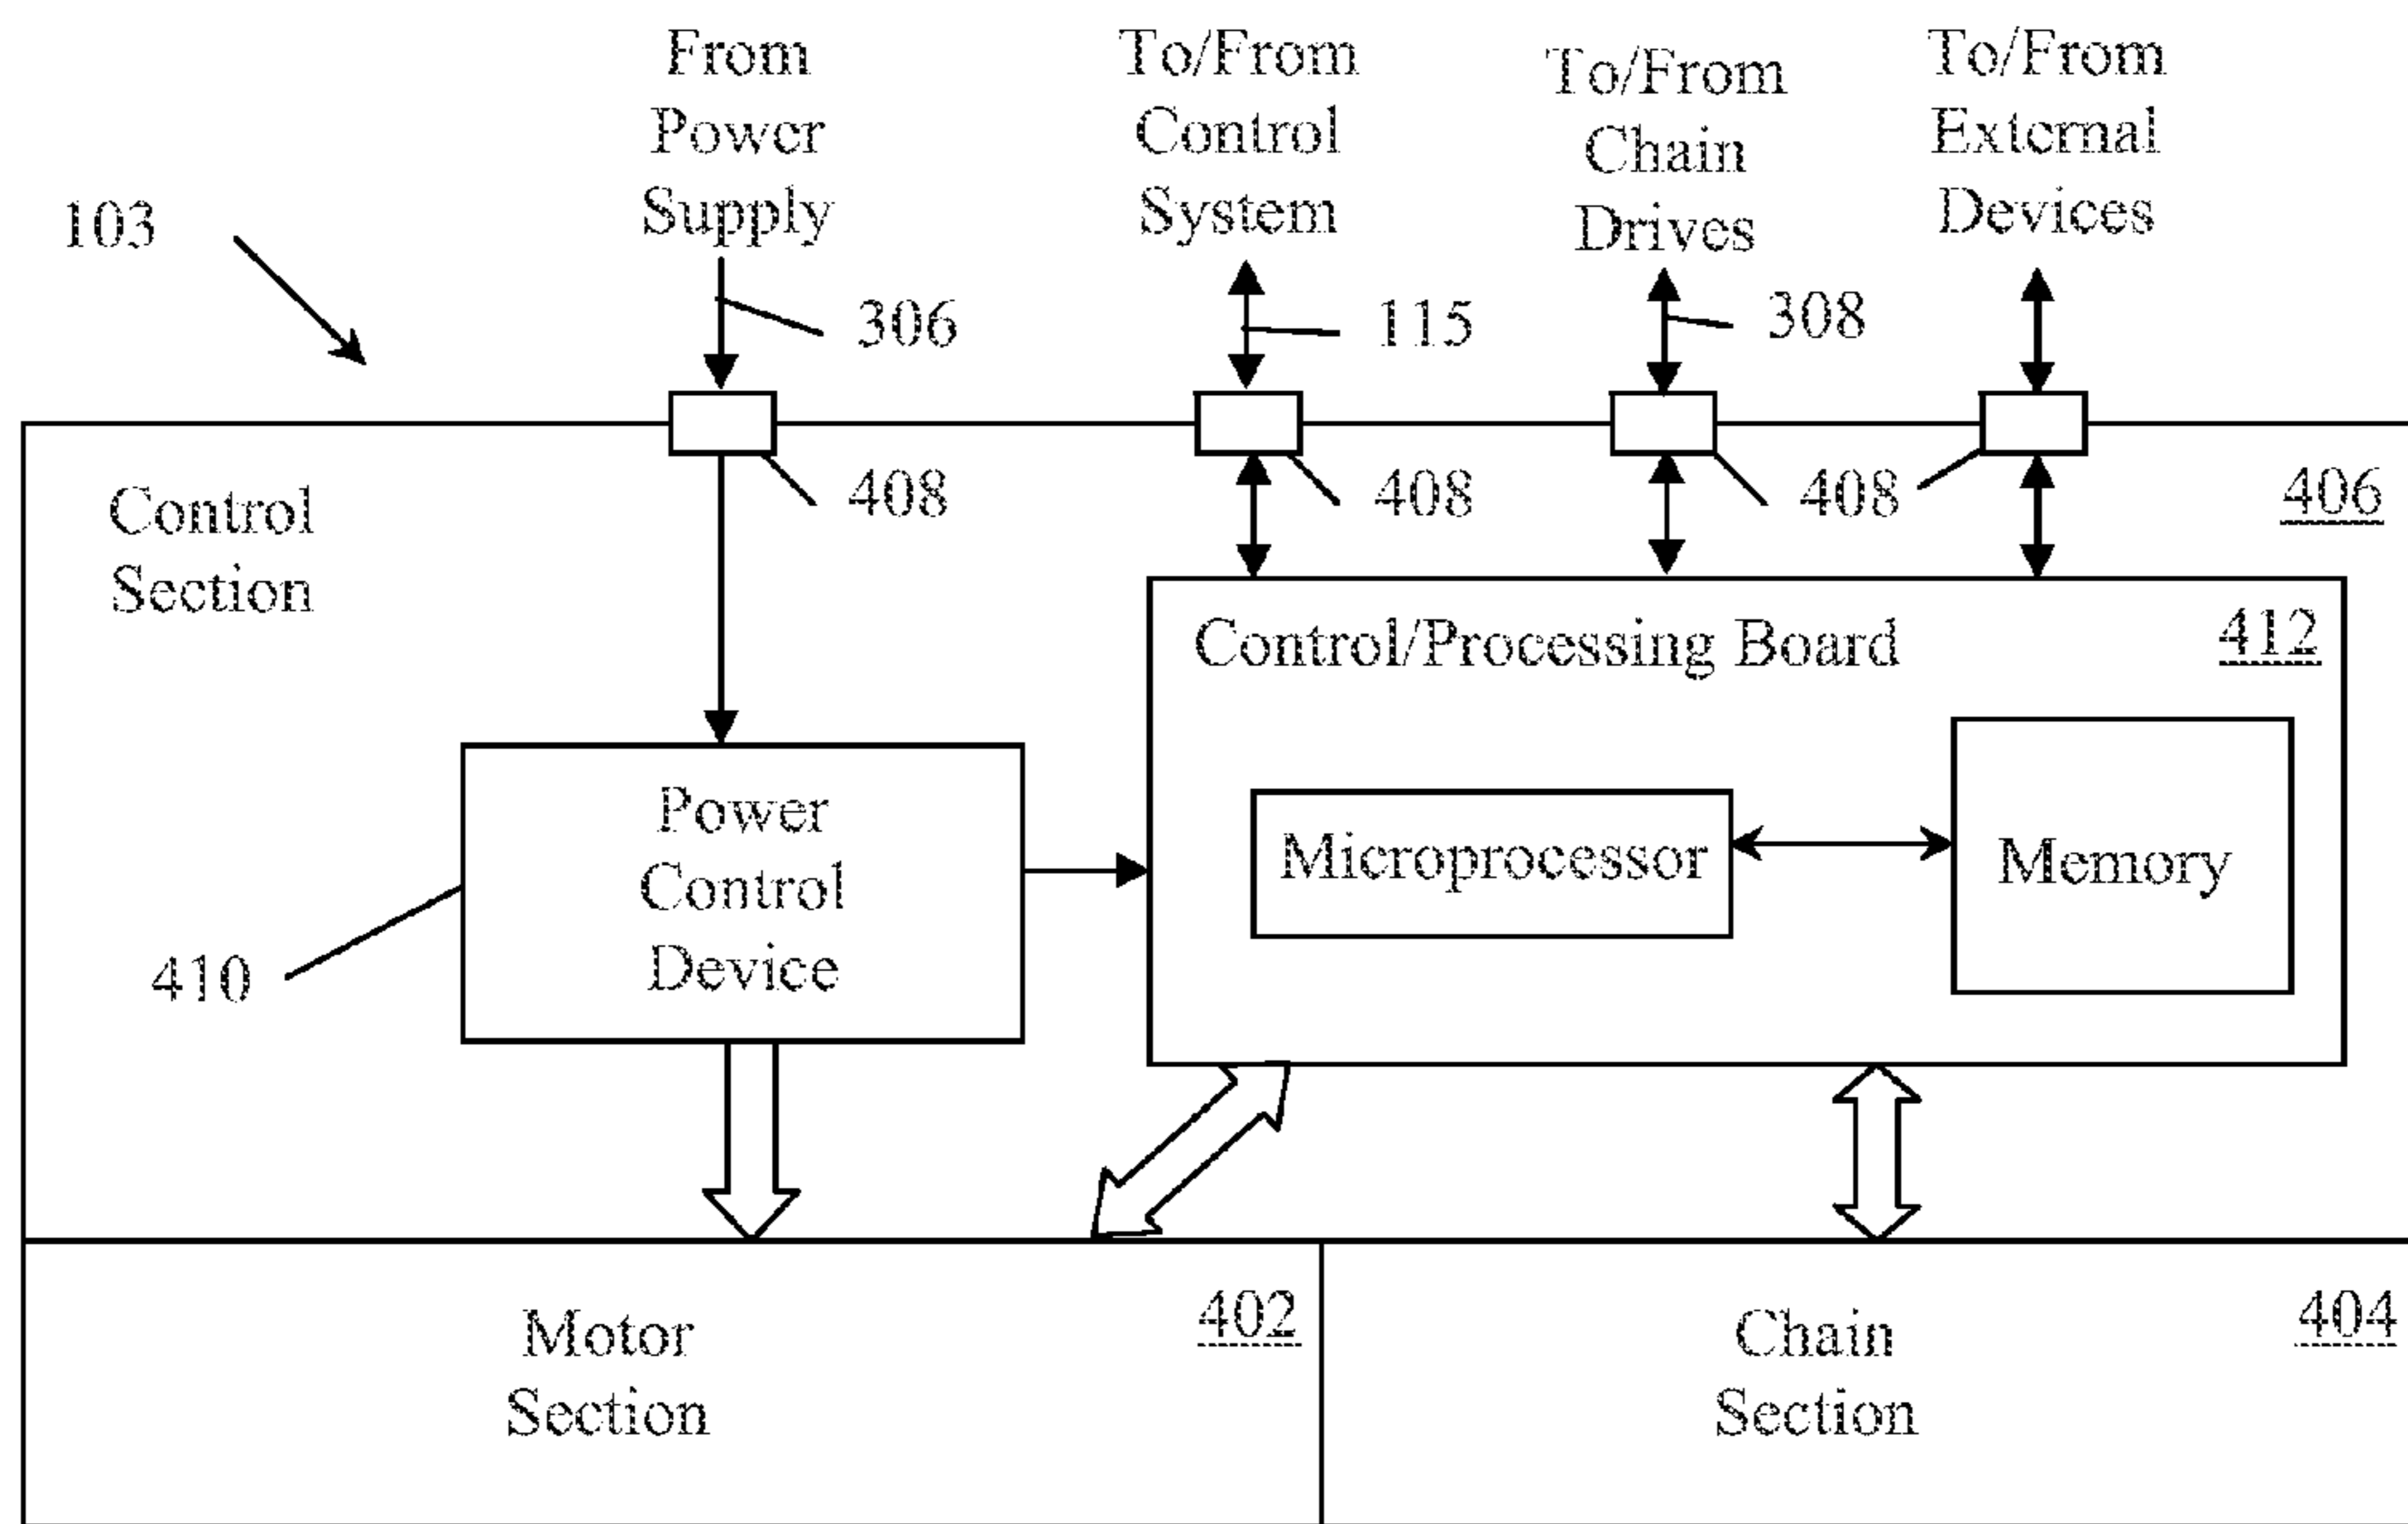 From
Power
Supply
To/From
Control
System
To/From
Chain
Drives
To/From
External
Devices
103
306
115
308
408
408
408
406
Control
Section
412
Control/Processing Board
Power
Control
Device
Microprocessor
Memory
410
402
Motor
Section
404
Chain
Section